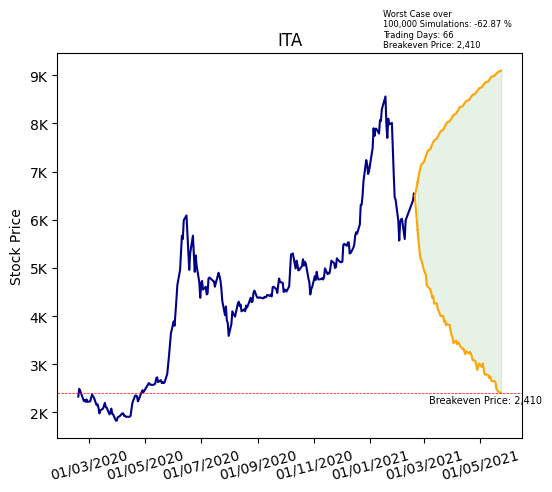 Worst Case over
100,000 Simulations: -62.87 %
Trading Days: 66
Breakeven Price: 2,410
ITA
Stock Price
9K
8K
7K
6K
5K
4K
3K
2K
Breakeven Price: 2,410
01/03/2020
01/05/2020
01/07/2020
01/09/2020
01/11/2020
01/01/2021
01/03/2021
01/05/2021